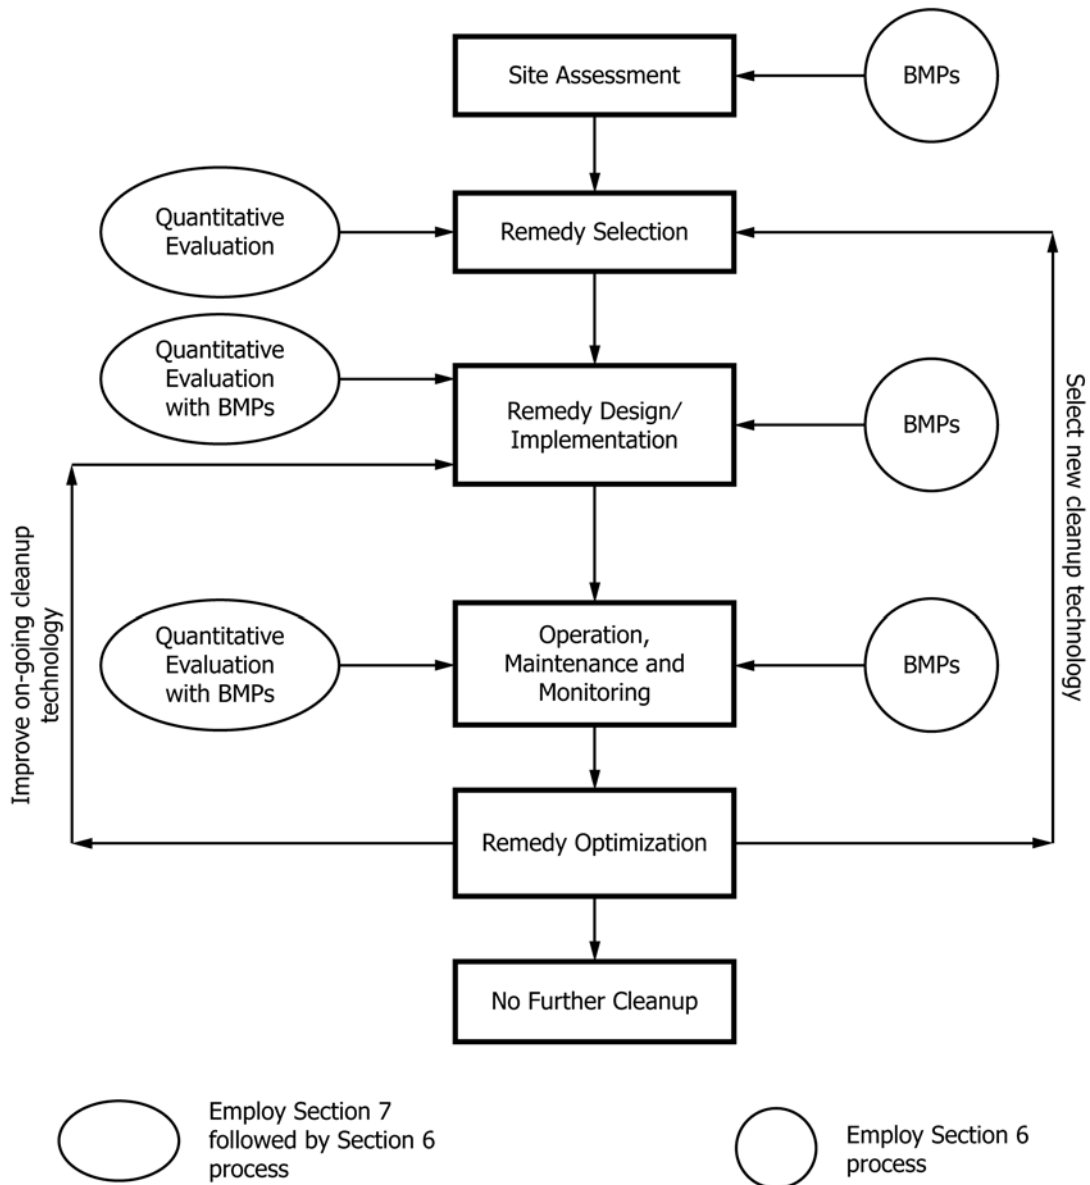 Site Assessment
BMPs
Quantitative
Evaluation
Remedy Selection
Quantitative
Evaluation
with BMPs
Remedy Design/
Implementation
BMPs
Select new cleanup technology
Improve on-going cleanup
technology
Quantitative
Evaluation
with BMPs
Operation,
Maintenance and
Monitoring
BMPs
Remedy Optimization
No Further Cleanup
Employ Section 7
followed by Section 6
process
Employ Section 6
process